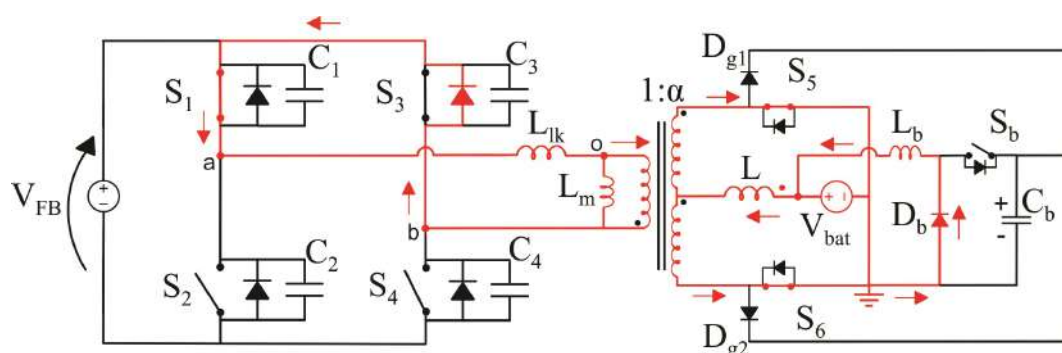 D_g1
S_5
C_1
C_3
S_1
S_3
1:α
L_lk
o
L_b
S_b
a
L
V_FB
+
-
L_m
+ -
V_bat
D_b
+
-
C_b
b
C_2
C_4
S_2
S_4
S_6
D_g2